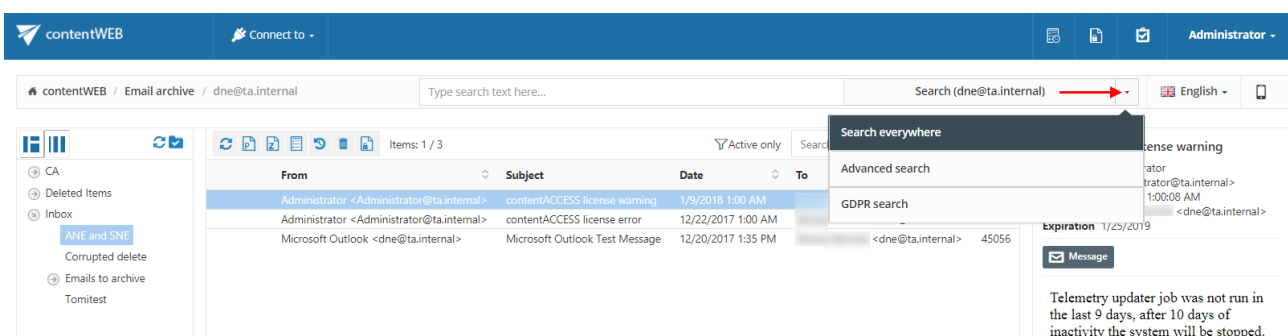 contentWEB
Connect to
Administrator
contentWEB / Email archive / dne@ta.internal
Type search text here...
Search (dne@ta.internal)
English
Search everywhere
Advanced search
GDPR search
CA
Deleted Items
Inbox
ANE and SNE
Corrupted delete
Emails to archive
Tomitest
Items: 1 / 3
Active only
Searc
From Subject Date To
Administrator <Administrator@ta.internal> contentACCESS license warning 1/9/2018 1:00 AM
Administrator <Administrator@ta.internal> contentACCESS license error 12/22/2017 1:00 AM
Microsoft Outlook <dne@ta.internal> Microsoft Outlook Test Message 12/20/2017 1:35 PM <dne@ta.internal> 45056
ense warning
rator
trator@ta.internal>
1:00:08 AM
<dne@ta.internal>
Expiration 1/25/2019
Message
Telemetry updater job was not run in
the last 9 days, after 10 days of
inactivity the system will be stopped.